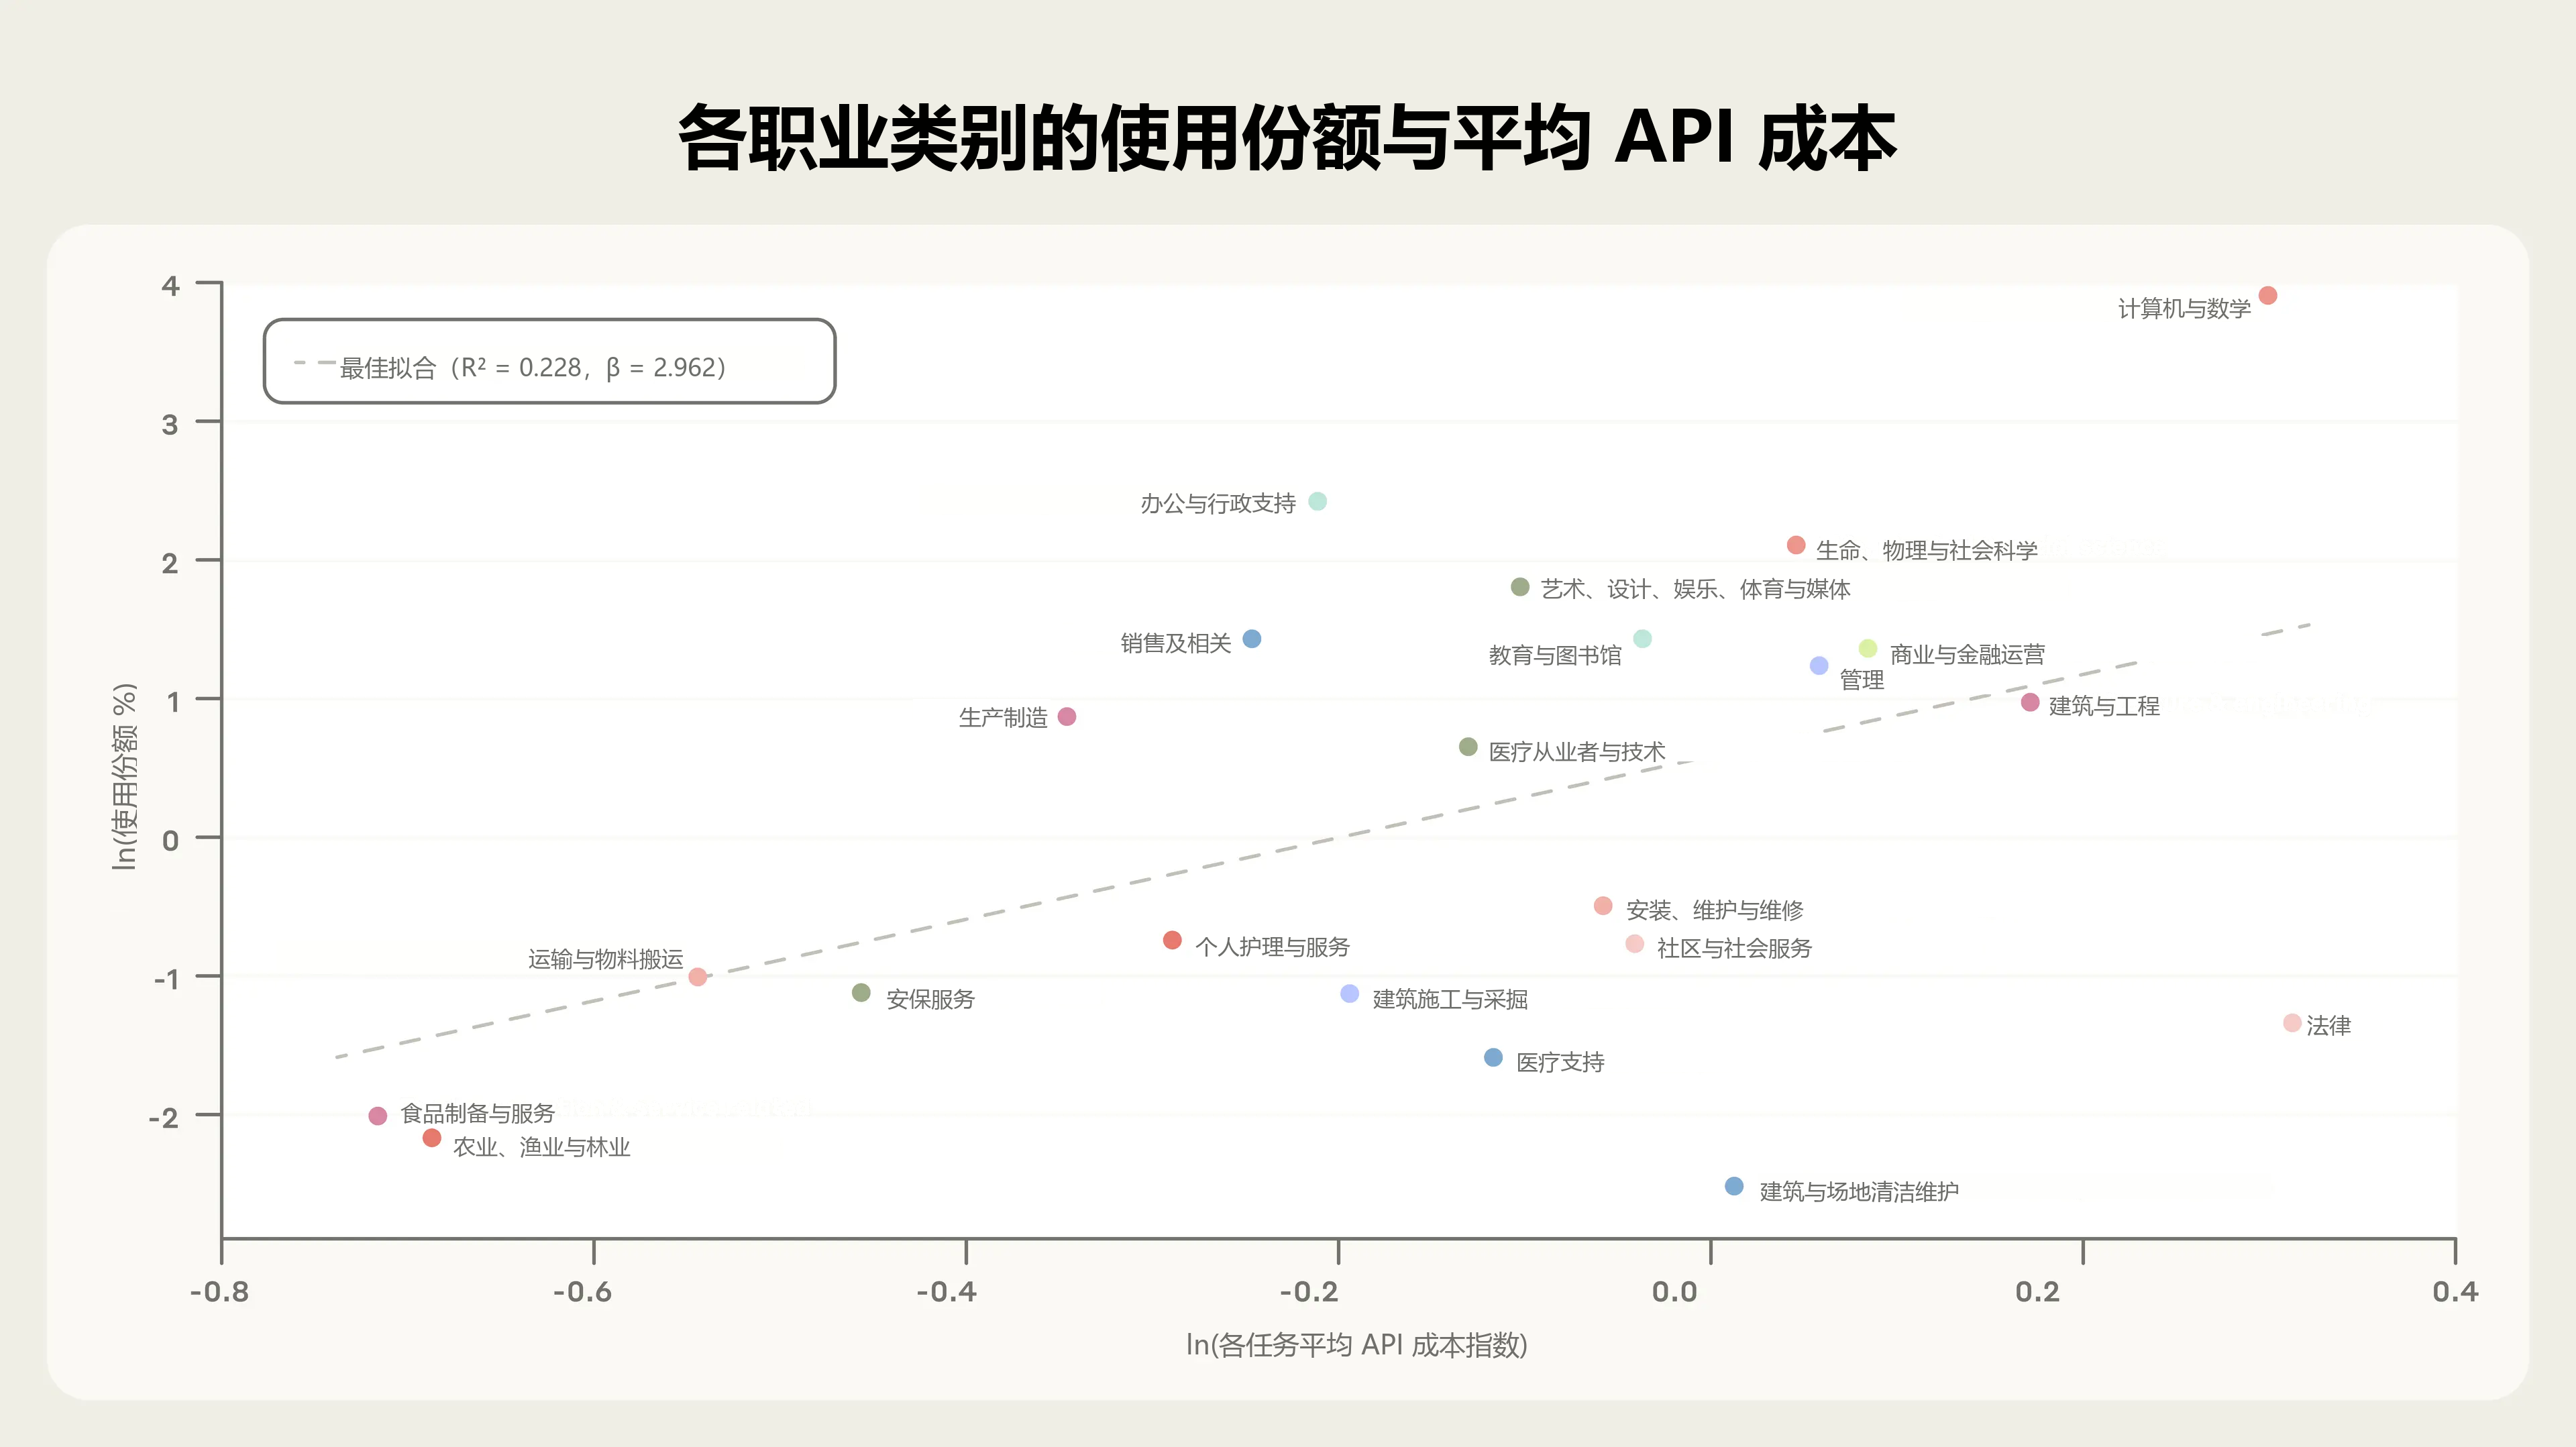 各职业类别的使用份额与平均 API 成本
4
计算机与数学
最佳拟合（R² = 0.228，β = 2.962）
3
办公与行政支持
2
生命、物理与社会科学
艺术、设计、娱乐、体育与媒体
销售及相关
教育与图书馆
商业与金融运营
管理
1
建筑与工程
生产制造
医疗从业者与技术
ln(使用份额 %)
0
安装、维护与维修
个人护理与服务
社区与社会服务
运输与物料搬运
-1
安保服务
建筑施工与采掘
法律
医疗支持
-2
食品制备与服务
农业、渔业与林业
建筑与场地清洁维护
-0.8
-0.6
-0.4
-0.2
0.0
0.2
0.4
ln(各任务平均 API 成本指数)